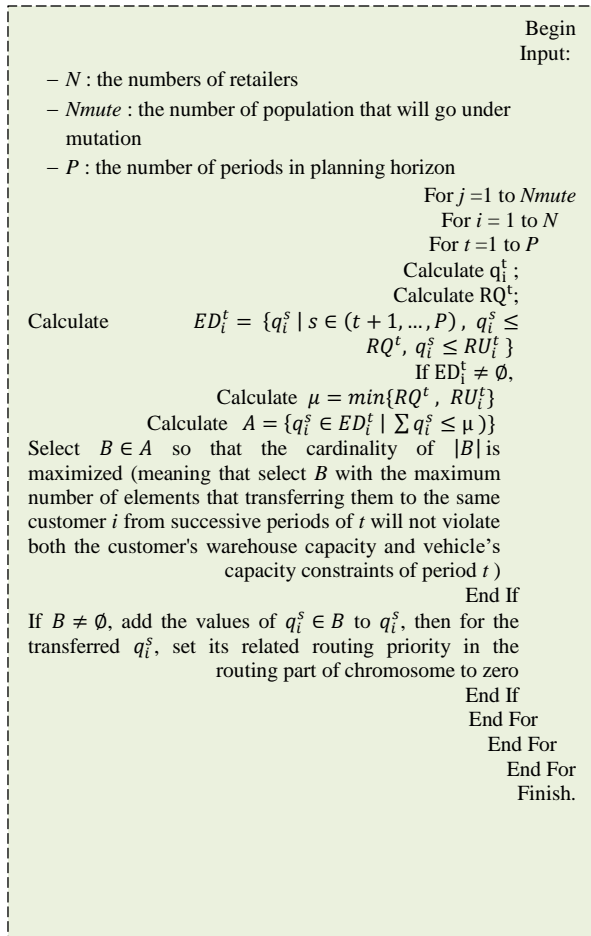 Begin
Input:
− N : the numbers of retailers
− Nmute : the number of population that will go under
mutation
− P : the number of periods in planning horizon
For j =1 to Nmute
For i = 1 to N
For t =1 to P
Calculate q_i^t ;
Calculate RQ^t;
Calculate ED_i^t = {q_i^s | s ∈ (t + 1, … , P) , q_i^s ≤
RQ^t, q_i^s ≤ RU_i^t }
If ED_i^t ≠ ∅,
Calculate μ = min{RQ^t , RU_i^t}
Calculate A = {q_i^s ∈ ED_i^t | ∑ q_i^s ≤ μ )}
Select B ∈ A so that the cardinality of |B| is
maximized (meaning that select B with the maximum
number of elements that transferring them to the same
customer i from successive periods of t will not violate
both the customer's warehouse capacity and vehicle’s
capacity constraints of period t )
End If
If B ≠ ∅, add the values of q_i^s ∈ B to q_i^s, then for the
transferred q_i^s, set its related routing priority in the
routing part of chromosome to zero
End If
End For
End For
End For
Finish.